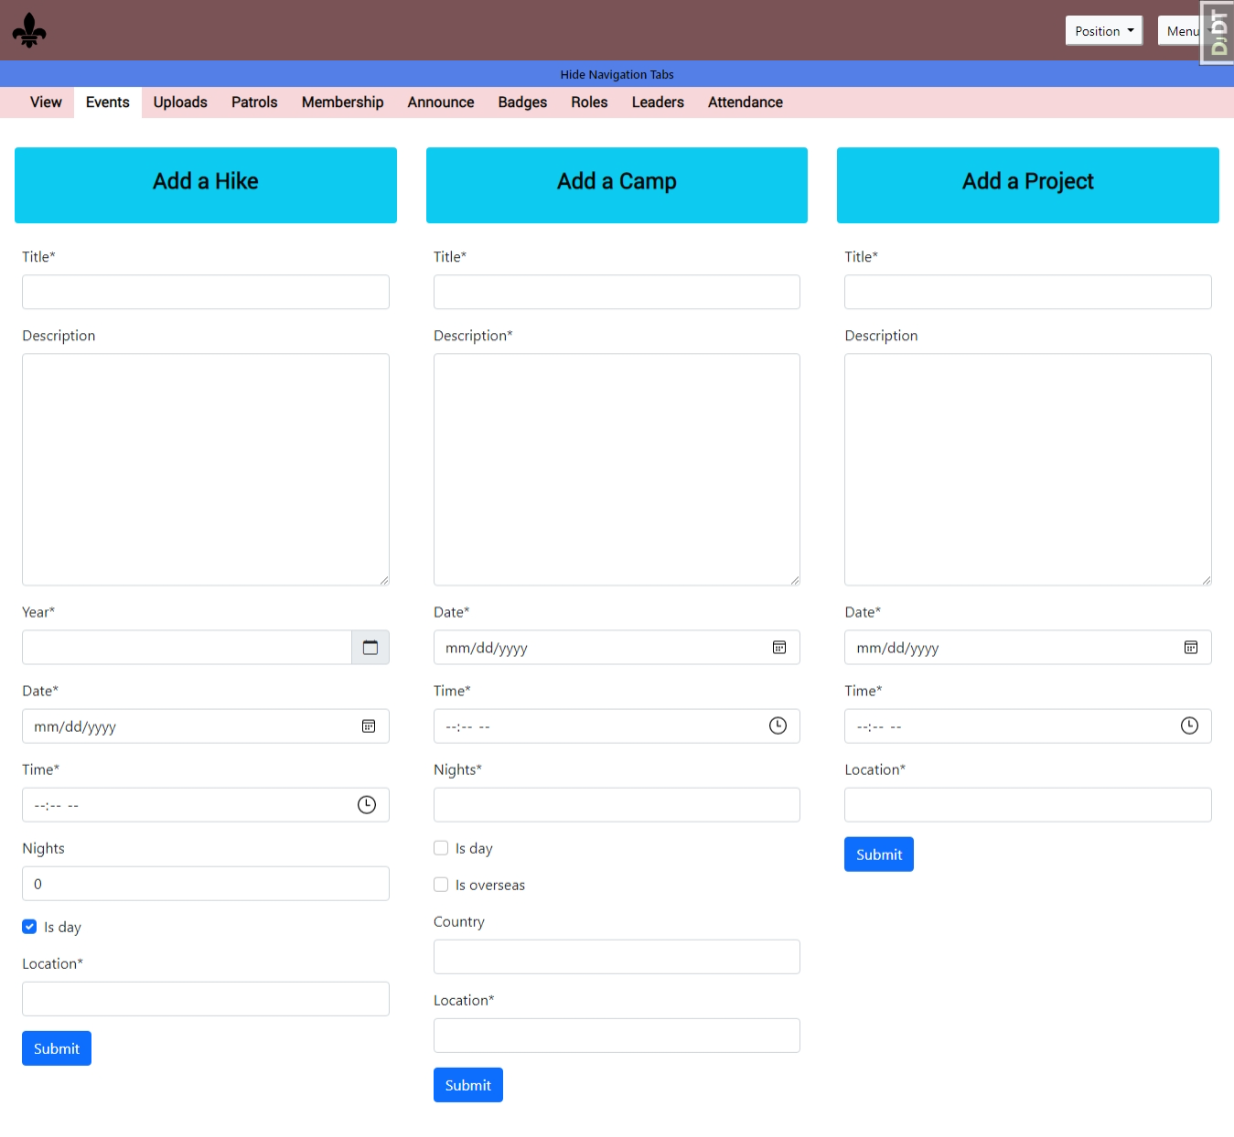 Position
Menu
DjDT
Hide Navigation Tabs
View Events Uploads Patrols Membership Announce Badges Roles Leaders Attendance
Add a Hike
Title*
Description
Year*
Date*
mm/dd/yyyy
Time*
--:-- --
Nights
0
Is day
Location*
Submit
Add a Camp
Title*
Description*
Date*
mm/dd/yyyy
Time*
--:-- --
Nights*
Is day
Is overseas
Country
Location*
Submit
Add a Project
Title*
Description
Date*
mm/dd/yyyy
Time*
--:-- --
Location*
Submit